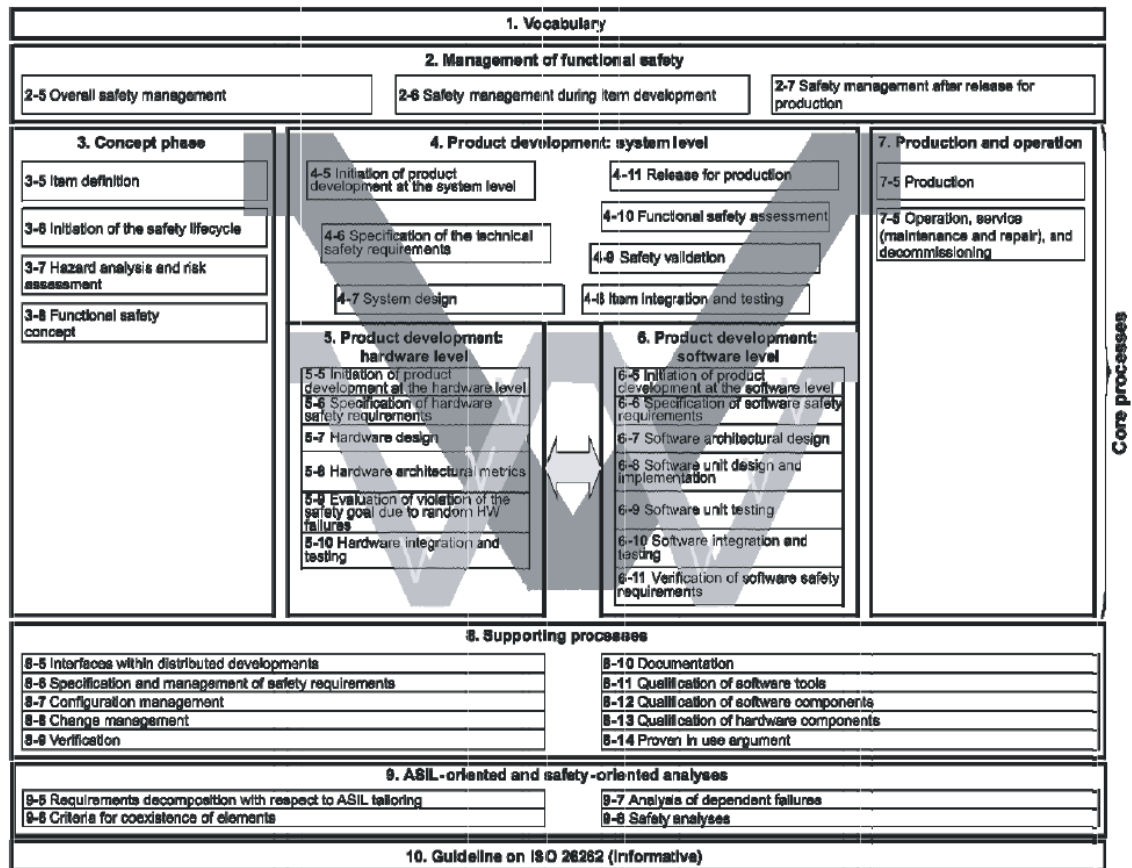 1. Vocabulary
2. Management of functional safety
2-5 Overall safety management
2-6 Safety management during item development
2-7 Safety management after release for
production
3. Concept phase
3-5 Item definition
3-6 Initiation of the safety lifecycle
3-7 Hazard analysis and risk
assessment
3-8 Functional safety
concept
4. Product development: system level
4-5 Initiation of product
development at the system level
4-6 Specification of the technical
safety requirements
4-7 System design
4-11 Release for production
4-10 Functional safety assessment
4-9 Safety validation
4-8 Item integration and testing
7. Production and operation
7-5 Production
7-5 Operation, service
(maintenance and repair), and
decommissioning
5. Product development:
hardware level
5-5 Initiation of product
development at the hardware level
5-6 Specification of hardware
safety requirements
5-7 Hardware design
5-8 Hardware architectural metrics
5-9 Evaluation of violation of the
safety goal due to random HW
failures
5-10 Hardware integration and
testing
6. Product development:
software level
6-5 Initiation of product
development at the software level
6-6 Specification of software safety
requirements
6-7 Software architectural design
6-8 Software unit design and
implementation
6-9 Software unit testing
6-10 Software integration and
testing
6-11 Verification of software safety
requirements
Core processes
8. Supporting processes
8-5 Interfaces within distributed developments
8-6 Specification and management of safety requirements
8-7 Configuration management
8-8 Change management
8-9 Verification
8-10 Documentation
8-11 Qualification of software tools
8-12 Qualification of software components
8-13 Qualification of hardware components
8-14 Proven in use argument
9. ASIL-oriented and safety-oriented analyses
9-5 Requirements decomposition with respect to ASIL tailoring
9-6 Criteria for coexistence of elements
9-7 Analysis of dependent failures
9-8 Safety analyses
10. Guideline on ISO 26262 (informative)